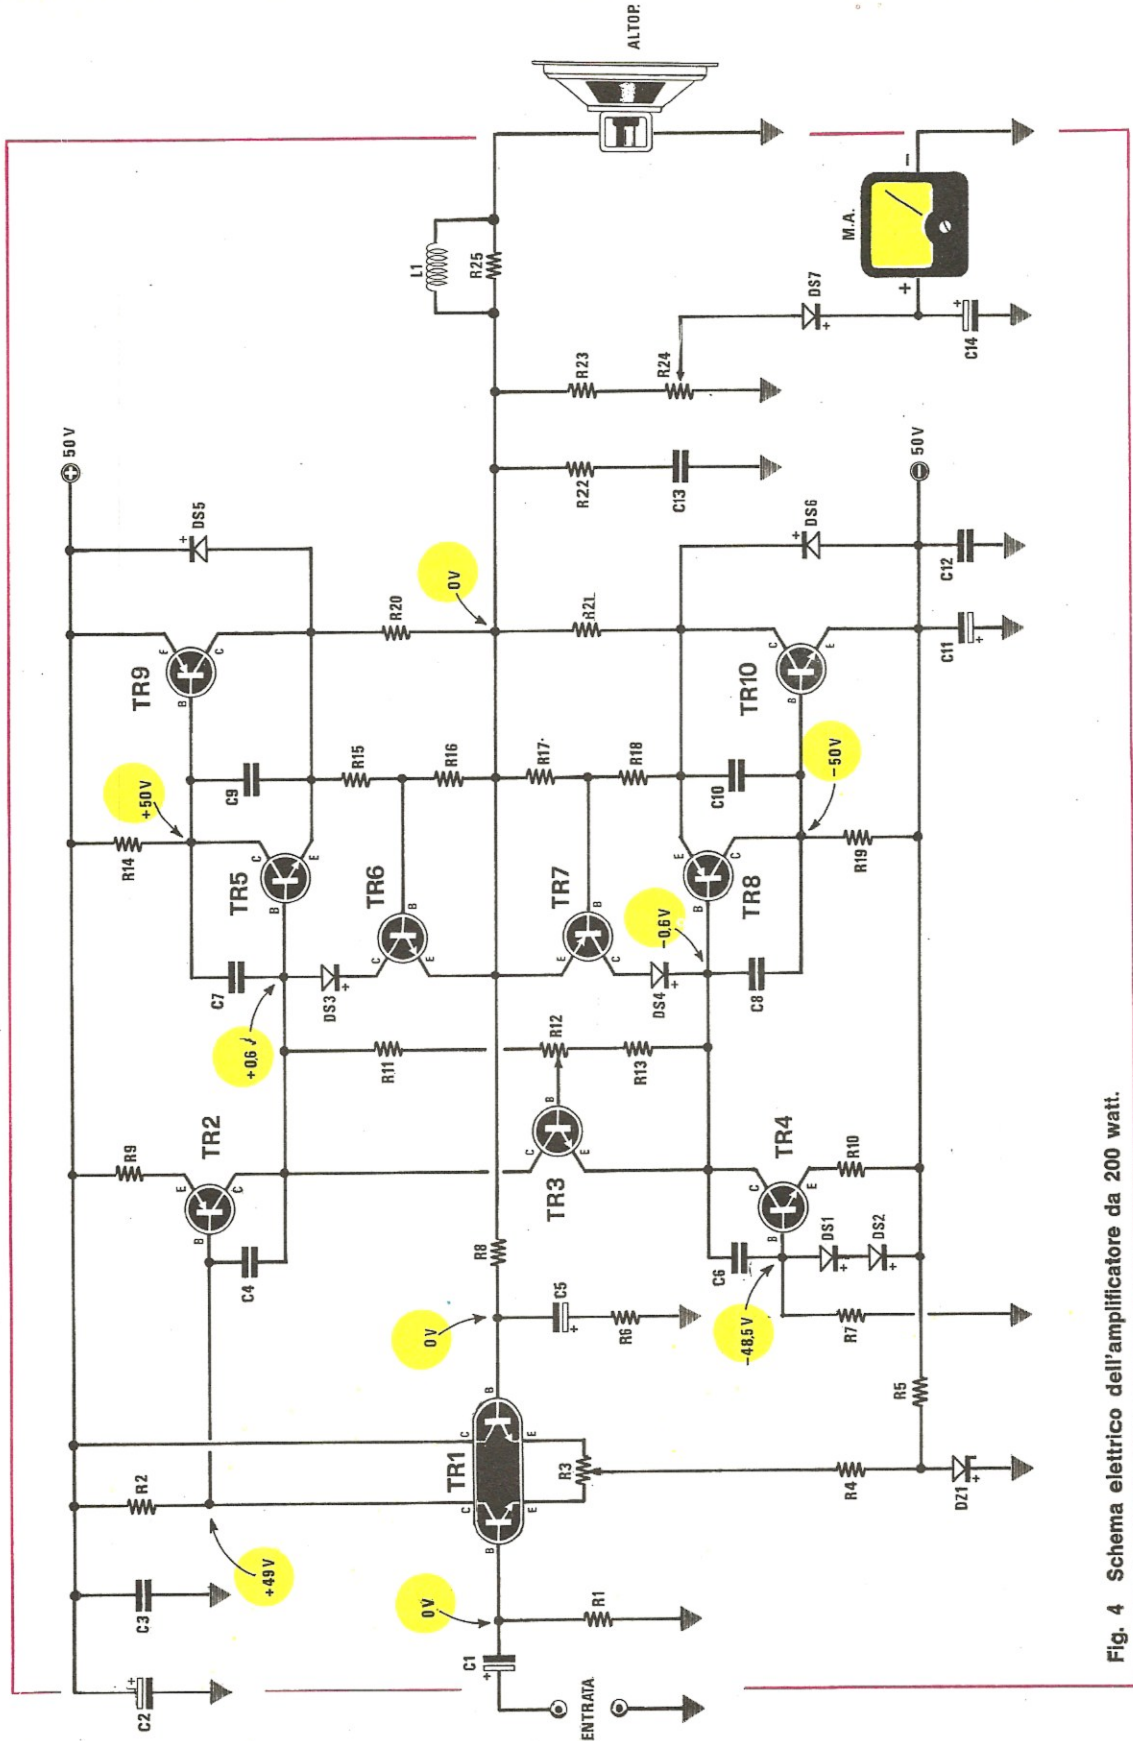 ALTOP.
L1
R25
M.A.
+
−
DS7
+
C14
+
R23
R24
R22
C13
+
50 V
−
50 V
DS5
+
DS6
+
C12
C11
+
0V
R20
R21
TR9
E
C
B
TR10
C
E
B
R15
R16
R17
R18
C9
C10
+50V
−50V
R14
R19
TR5
C
E
B
TR6
B
C
E
TR7
B
E
C
TR8
E
C
B
−0,6V
C7
DS3
+
DS4
+
C8
R11
R12
R13
R9
TR2
E
C
B
TR3
B
C
E
TR4
C
E
B
R10
C4
R8
C6
DS1
+
DS2
+
0V
C5
+
R6
−48,5V
R7
R5
TR1
B
C
E
C
E
B
R3
R4
DZ1
+
R2
+49V
C3
0V
R1
C2
+
C1
+
ENTRATA
Fig. 4 Schema elettrico dell'amplificatore da 200 watt.